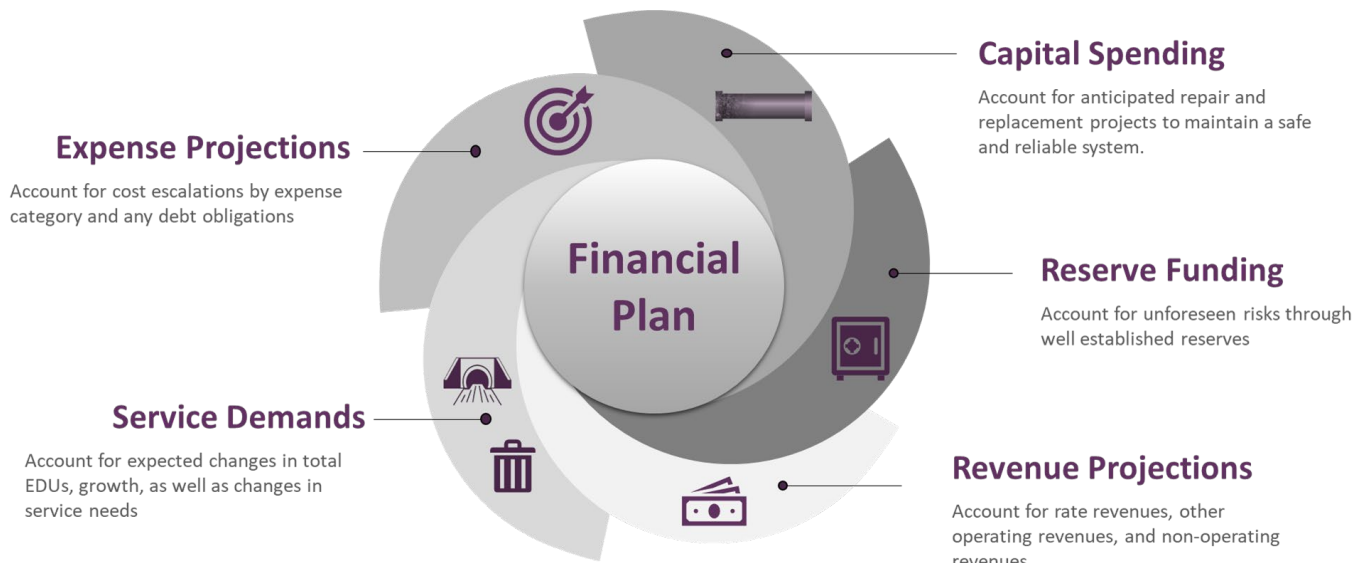 Capital Spending
Account for anticipated repair and
replacement projects to maintain a safe
and reliable system.
Expense Projections
Account for cost escalations by expense
category and any debt obligations
Financial
Plan
Reserve Funding
Account for unforeseen risks through
well established reserves
Service Demands
Account for expected changes in total
EDUs, growth, as well as changes in
service needs
Revenue Projections
Account for rate revenues, other
operating revenues, and non-operating
revenues